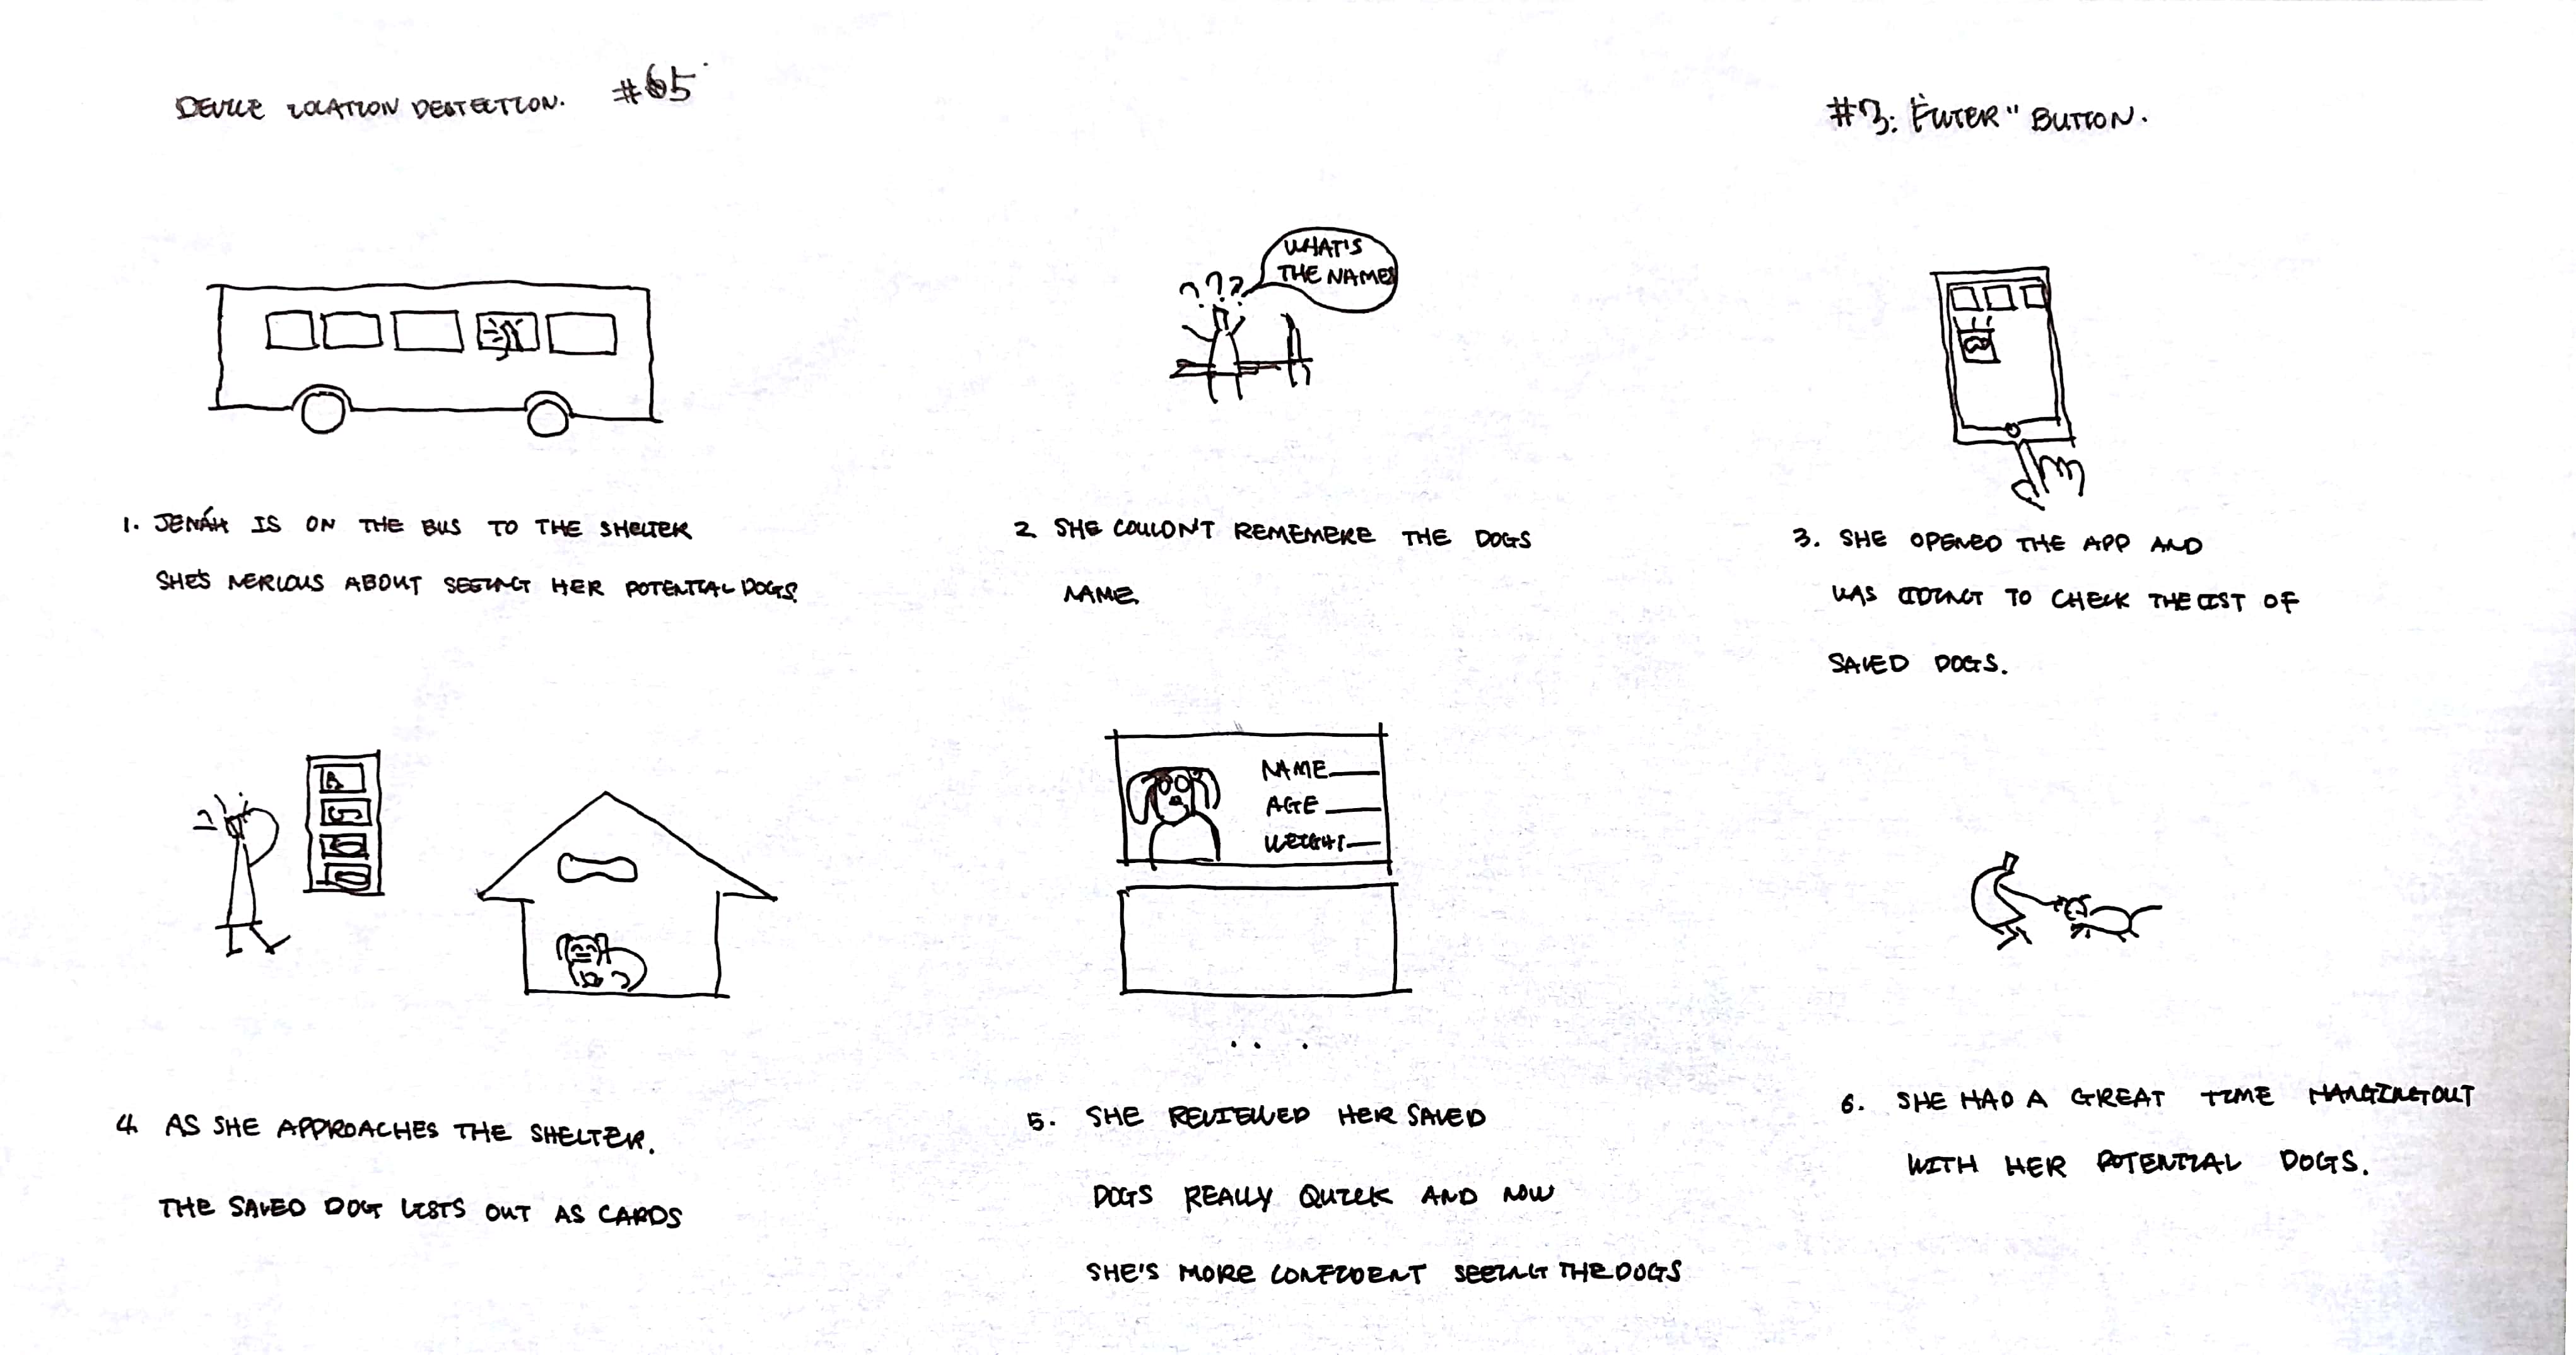 DEVICE LOCATION DESTECTION. #65
#3: "FILTER" BUTTON.
WHAT'S
THE NAMES
1. JENAH IS ON THE BUS TO THE SHELTER
SHE'S NERVOUS ABOUT SEEING HER POTENTIAL DOGS.
2. SHE COULDN'T REMEMERE THE DOGS
NAME
3. SHE OPENED THE APP AND
WAS GOING TO CHECK THE LIST OF
SAVED DOGS.
NAME
AGE
WEIGHT
4. AS SHE APPROACHES THE SHELTER.
THE SAVED DOG LISTS OUT AS CARDS
5. SHE REVIEWED HER SAVED
DOGS REALLY QUICK AND NOW
SHE'S MORE CONFIDENT SEEING THE DOGS
6. SHE HAD A GREAT TIME HANGING OUT
WITH HER POTENTIAL DOGS.